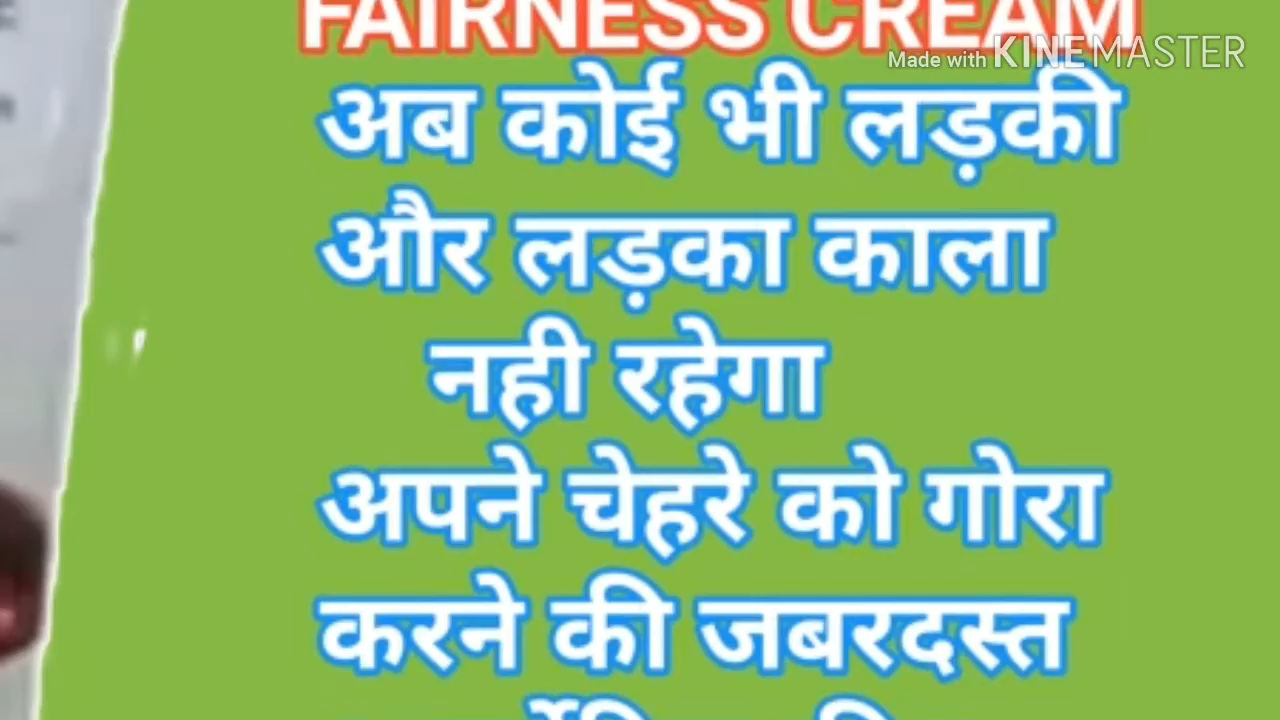 FAIRNESS CREAM
Made with KINEMASTER
अब कोई भी लड़की
और लड़का काला
नही रहेगा
अपने चेहरे को गोरा
करने की जबरदस्त